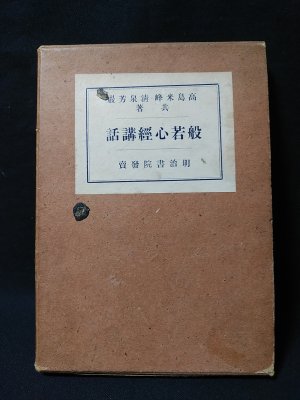 高島米峰 清泉芳巖
共著
般若心經講話
明治書院發賣